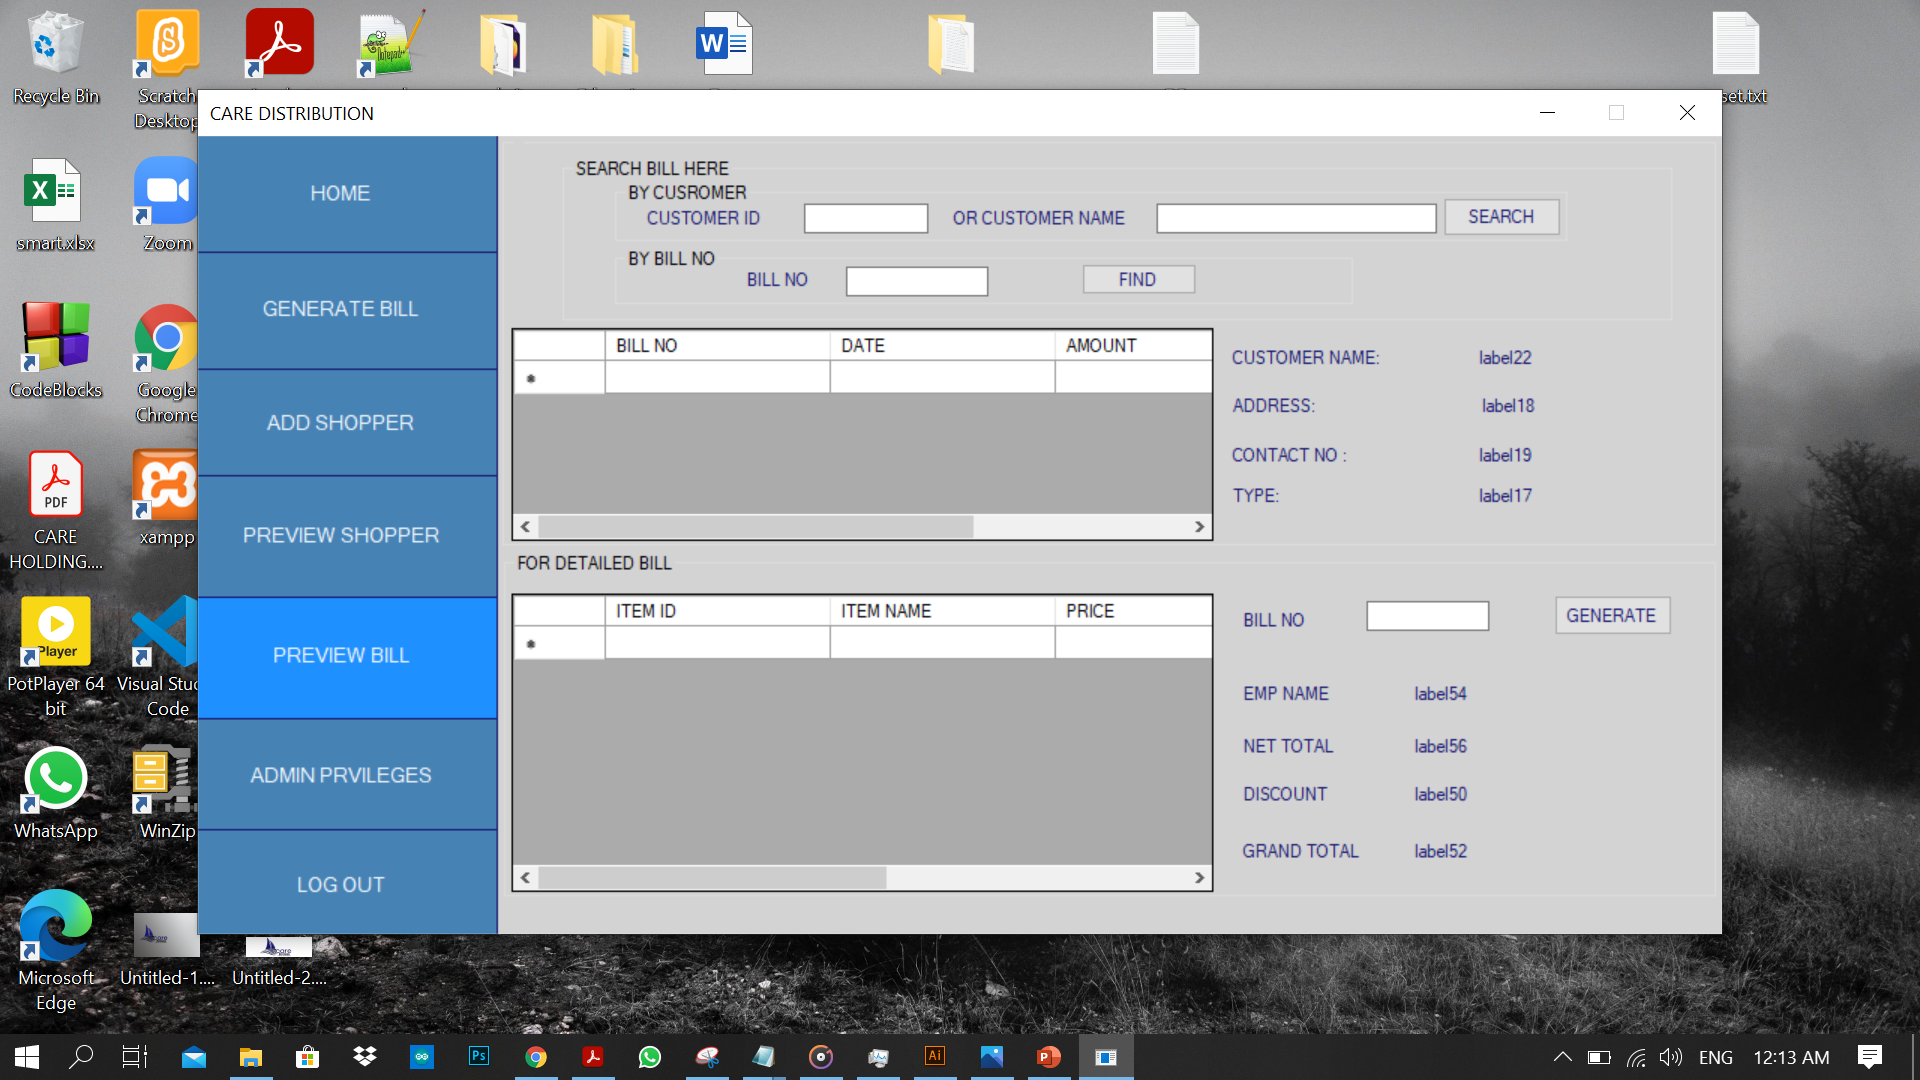 Recycle Bin
Scratch
Desktop
set.txt
CARE DISTRIBUTION
smart.xlsx
Zoom
CodeBlocks
Google
Chrome
PDF
CARE
HOLDING....
xampp
Player
PotPlayer 64
bit
Visual Stuc
Code
WhatsApp
WinZip
Microsoft
Edge
Untitled-1....
Untitled-2....
HOME
GENERATE BILL
ADD SHOPPER
PREVIEW SHOPPER
PREVIEW BILL
ADMIN PRVILEGES
LOG OUT
SEARCH BILL HERE
BY CUSROMER
CUSTOMER ID OR CUSTOMER NAME SEARCH
BY BILL NO
BILL NO FIND
BILL NO DATE AMOUNT
CUSTOMER NAME: label22
ADDRESS: label18
CONTACT NO : label19
TYPE: label17
FOR DETAILED BILL
ITEM ID ITEM NAME PRICE
BILL NO GENERATE
EMP NAME label54
NET TOTAL label56
DISCOUNT label50
GRAND TOTAL label52
ENG 12:13 AM